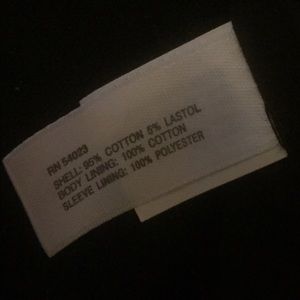 RN 54023
SHELL: 95% COTTON 5% LASTOL
BODY LINING: 100% COTTON
SLEEVE LINING: 100% POLYESTER